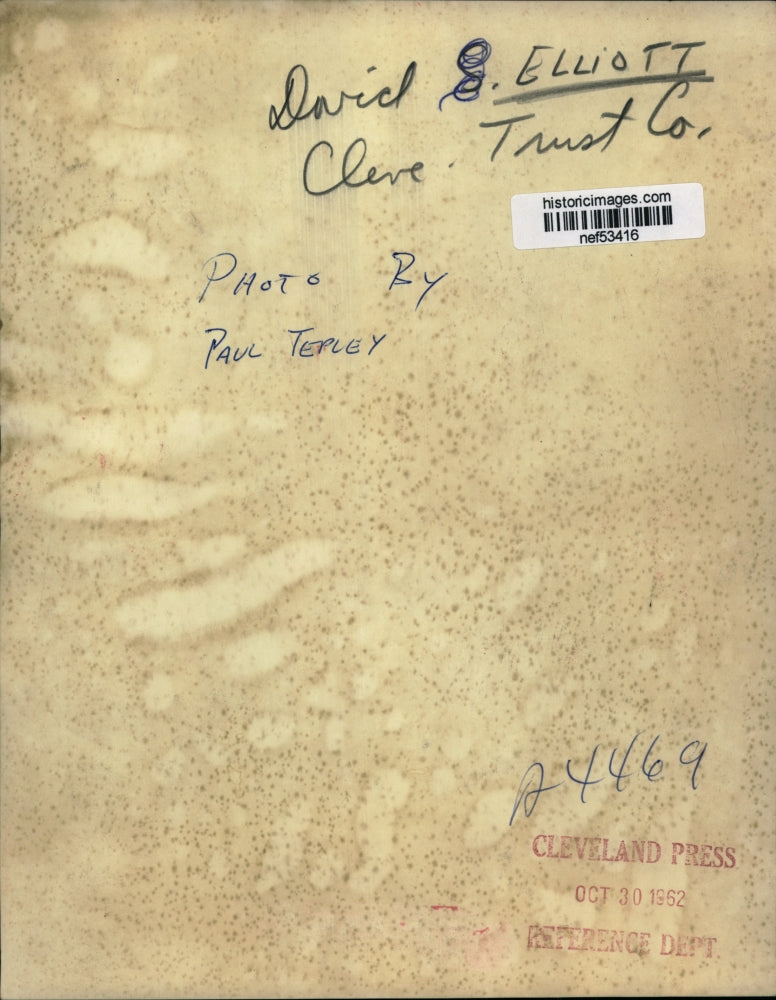 David . ELLIOTT
Cleve. Trust Co.
historicimages.com
nef53416
PHOTO BY
PAUL TEPLEY
A4469
CLEVELAND PRESS
OCT 30 1962
REFERENCE DEPT.